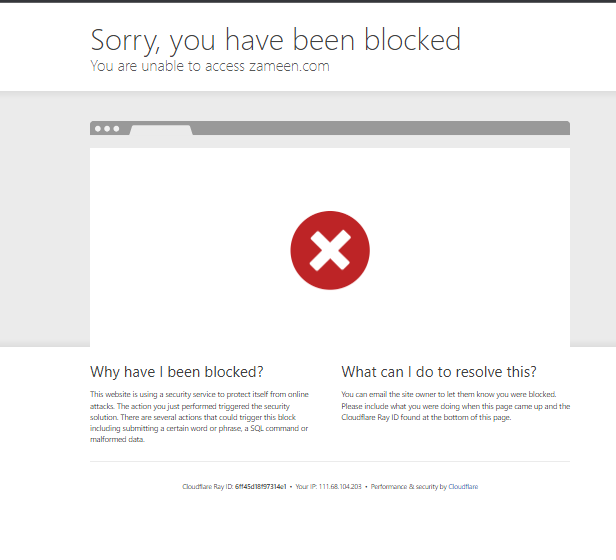 Sorry, you have been blocked
You are unable to access zameen.com
Why have I been blocked?
This website is using a security service to protect itself from online
attacks. The action you just performed triggered the security
solution. There are several actions that could trigger this block
including submitting a certain word or phrase, a SQL command or
malformed data.
What can I do to resolve this?
You can email the site owner to let them know you were blocked.
Please include what you were doing when this page came up and the
Cloudflare Ray ID found at the bottom of this page.
Cloudflare Ray ID: 6ff45d18f97314e1 • Your IP: 111.68.104.203 • Performance & security by Cloudflare